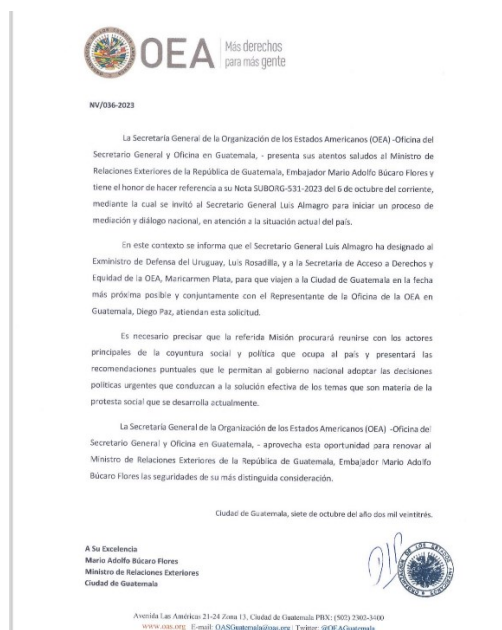 OEA
Más derechos
para más gente
NV/036-2023
La Secretaría General de la Organización de los Estados Americanos (OEA) -Oficina del
Secretario General y Oficina en Guatemala, - presenta sus atentos saludos al Ministro de
Relaciones Exteriores de la República de Guatemala, Embajador Mario Adolfo Búcaro Flores y
tiene el honor de hacer referencia a su Nota SUBORG-531-2023 del 6 de octubre del corriente,
mediante la cual se invitó al Secretario General Luis Almagro para iniciar un proceso de
mediación y diálogo nacional, en atención a la situación actual del país.
En este contexto se informa que el Secretario General Luis Almagro ha designado al
Exministro de Defensa del Uruguay, Luis Rosadilla, y a la Secretaria de Acceso a Derechos y
Equidad de la OEA, Maricarmen Plata, para que viajen a la Ciudad de Guatemala en la fecha
más próxima posible y conjuntamente con el Representante de la Oficina de la OEA en
Guatemala, Diego Paz, atiendan esta solicitud.
Es necesario precisar que la referida Misión procurará reunirse con los actores
principales de la coyuntura social y política que ocupa al país y presentará las
recomendaciones puntuales que le permitan al gobierno nacional adoptar las decisiones
políticas urgentes que conduzcan a la solución efectiva de los temas que son materia de la
protesta social que se desarrolla actualmente.
La Secretaría General de la Organización de los Estados Americanos (OEA) -Oficina del
Secretario General y Oficina en Guatemala, - aprovecha esta oportunidad para renovar al
Ministro de Relaciones Exteriores de la República de Guatemala, Embajador Mario Adolfo
Búcaro Flores las seguridades de su más distinguida consideración.
Ciudad de Guatemala, siete de octubre del año dos mil veintitrés.
A Su Excelencia
Mario Adolfo Búcaro Flores
Ministro de Relaciones Exteriores
Ciudad de Guatemala
Avenida Las Américas 21-24 Zona 13, Ciudad de Guatemala PBX: (502) 2302-3400
www.oas.org E-mail: OASGuatemala@oas.org | Twitter: @OEAGuatemala